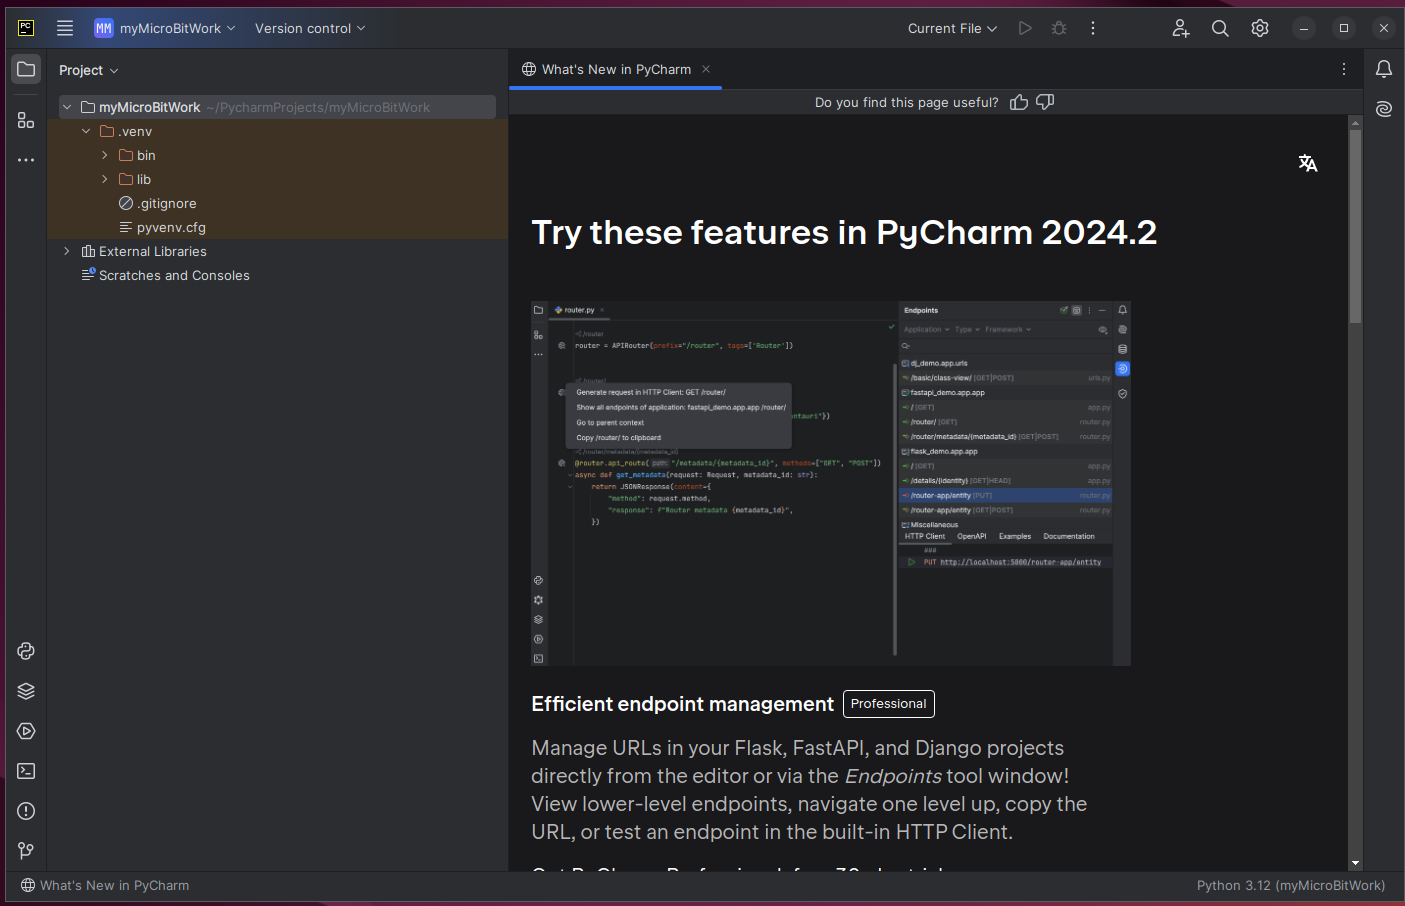 PC
MM myMicroBitWork
Version control
Current File
Project
What's New in PyCharm
Do you find this page useful?
myMicroBitWork ~/PycharmProjects/myMicroBitWork
.venv
bin
lib
.gitignore
pyvenv.cfg
External Libraries
Scratches and Consoles
Try these features in PyCharm 2024.2
router.py
/router
router = APIRouter(prefix="/router", tags=['Router'])
/router/
Generate request in HTTP Client: GET /router/
Show all endpoints of application: fastapi_demo.app.app /router/
Go to parent context
Copy /router/ to clipboard
entauri"})
/router/metadata/{metadata_id}
@router.api_route( path: "/metadata/{metadata_id}", methods=["GET", "POST"])
async def get_metadata(request: Request, metadata_id: str):
return JSONResponse(content={
"method": request.method,
"response": f"Router metadata {metadata_id}",
})
Endpoints
Application Type Framework
dj_demo.app.urls
/basic/class-view/ [GET|POST] urls.py
fastapi_demo.app.app
/ [GET] app.py
/router/ [GET] router.py
/router/metadata/{metadata_id} [GET|POST] router.py
flask_demo.app.app
/ [GET] app.py
/details/{identity} [GET|HEAD] app.py
/router-app/entity [PUT] router.py
/router-app/entity [GET|POST] router.py
Miscellaneous
HTTP Client OpenAPI Examples Documentation
###
PUT http://localhost:5000/router-app/entity
Efficient endpoint management Professional
Manage URLs in your Flask, FastAPI, and Django projects
directly from the editor or via the Endpoints tool window!
View lower-level endpoints, navigate one level up, copy the
URL, or test an endpoint in the built-in HTTP Client.
What's New in PyCharm
Python 3.12 (myMicroBitWork)